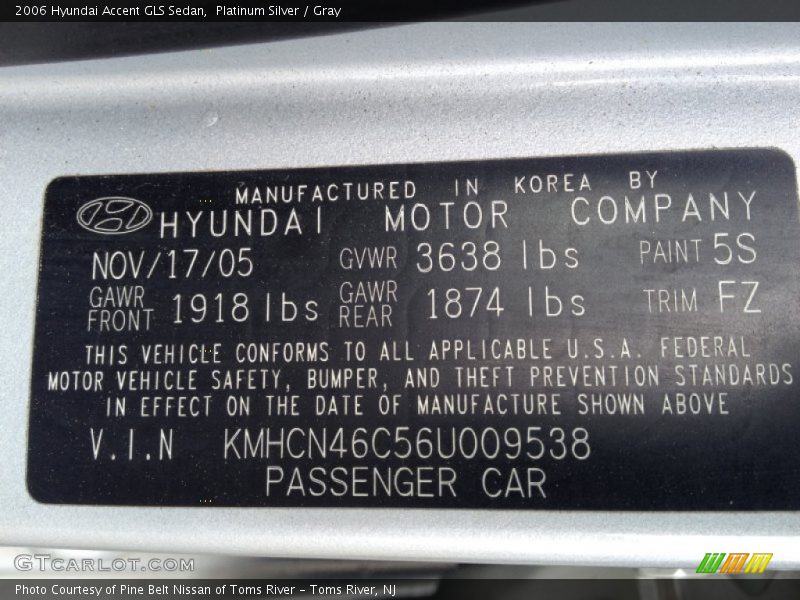 2006 Hyundai Accent GLS Sedan,  Platinum Silver / Gray
MANUFACTURED IN KOREA BY
HYUNDAI MOTOR COMPANY
NOV/17/05 GVWR 3638 lbs PAINT 5S
GAWR FRONT 1918 lbs GAWR REAR 1874 lbs TRIM FZ
THIS VEHICLE CONFORMS TO ALL APPLICABLE U.S.A. FEDERAL
MOTOR VEHICLE SAFETY, BUMPER, AND THEFT PREVENTION STANDARDS
IN EFFECT ON THE DATE OF MANUFACTURE SHOWN ABOVE
V.I.N KMHCN46C56U009538
PASSENGER CAR
GTCARLOT.COM
Photo Courtesy of Pine Belt Nissan of Toms River – Toms River, NJ